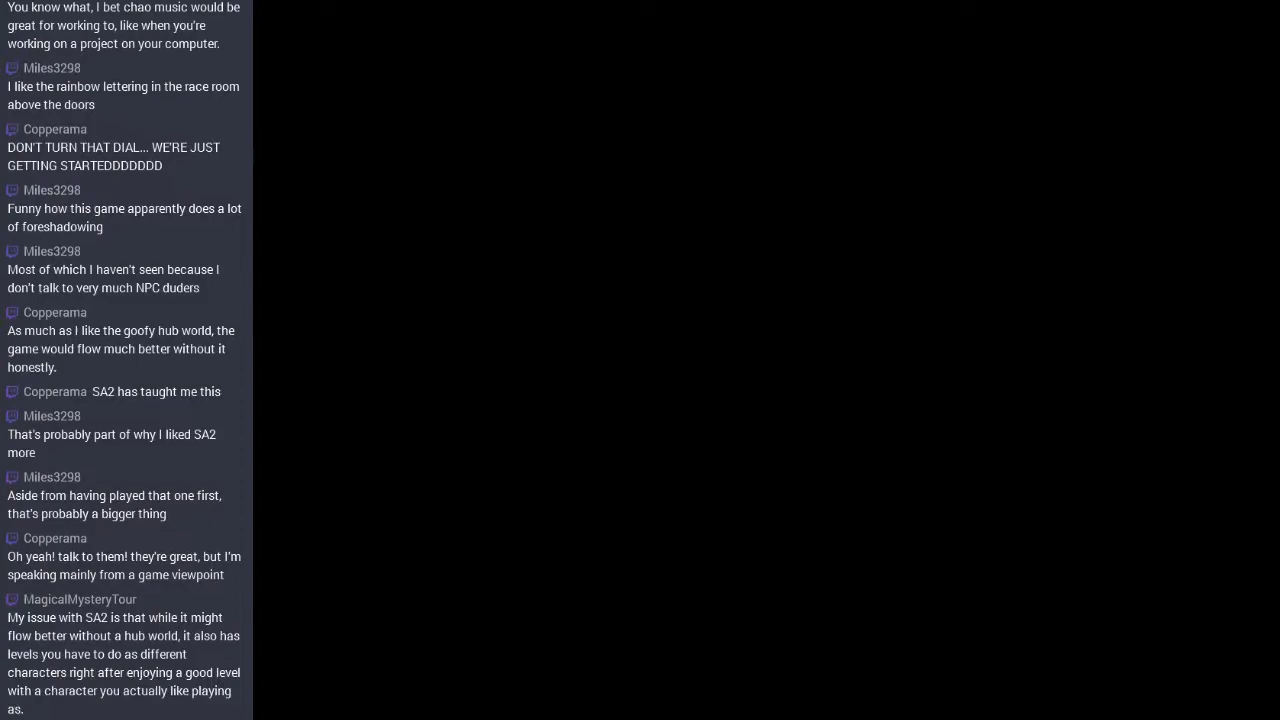 You know what, I bet chao music would be
great for working to, like when you're
working on a project on your computer.
Miles3298
I like the rainbow lettering in the race room
above the doors
Copperama
DON'T TURN THAT DIAL... WE'RE JUST
GETTING STARTEDDDDDDD
Miles3298
Funny how this game apparently does a lot
of foreshadowing
Miles3298
Most of which I haven't seen because I
don't talk to very much NPC duders
Copperama
As much as I like the goofy hub world, the
game would flow much better without it
honestly.
Copperama SA2 has taught me this
Miles3298
That's probably part of why I liked SA2
more
Miles3298
Aside from having played that one first,
that's probably a bigger thing
Copperama
Oh yeah! talk to them! they're great, but I'm
speaking mainly from a game viewpoint
MagicalMysteryTour
My issue with SA2 is that while it might
flow better without a hub world, it also has
levels you have to do as different
characters right after enjoying a good level
with a character you actually like playing
as.